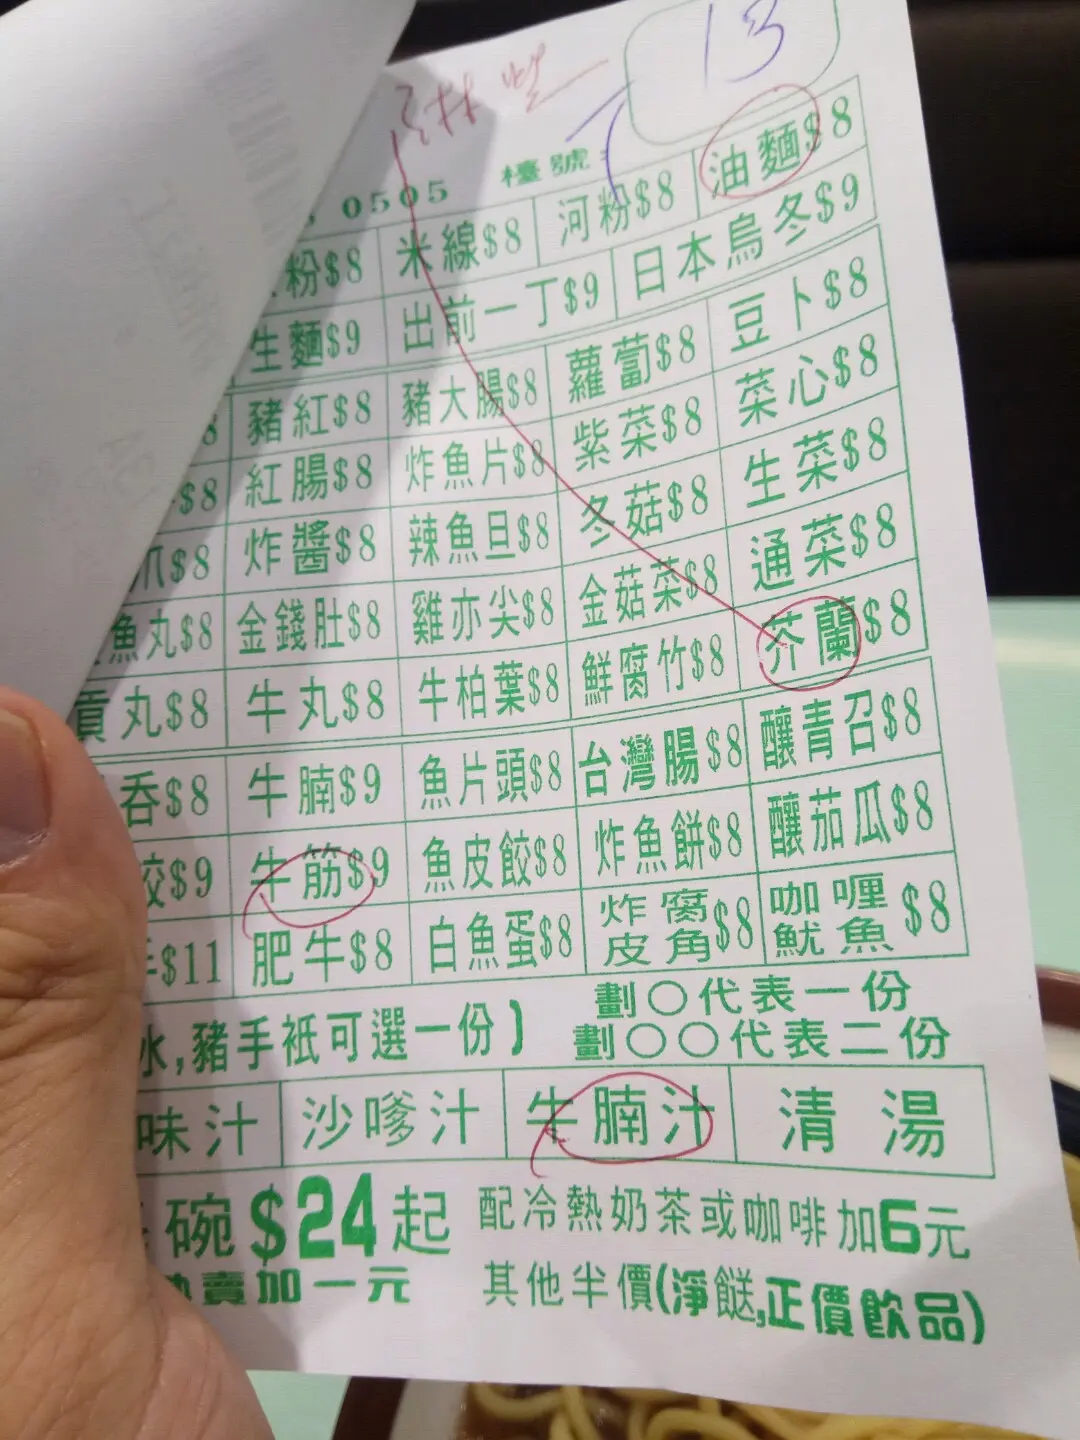 13
0505 檯號：
粉$8 米線$8 河粉$8 油麵$8
生麵$9 出前一丁$9 日本烏冬$9
8 豬紅$8 豬大腸$8 蘿蔔$8 豆卜$8
$8 紅腸$8 炸魚片$8 紫菜$8 菜心$8
爪$8 炸醬$8 辣魚旦$8 冬菇$8 生菜$8
魚丸$8 金錢肚$8 雞亦尖$8 金菇菜$8 通菜$8
貢丸$8 牛丸$8 牛柏葉$8 鮮腐竹$8 芥蘭$8
吞$8 牛腩$9 魚片頭$8 台灣腸$8 釀青召$8
餃$9 牛筋$9 魚皮餃$8 炸魚餅$8 釀茄瓜$8
手$11 肥牛$8 白魚蛋$8 炸腐皮角$8 咖喱魷魚$8
水,豬手衹可選一份】 劃○代表一份
劃○○代表二份
味汁 沙嗲汁 牛腩汁 清湯
碗$24起 配冷熱奶茶或咖啡加6元
賣加一元 其他半價(淨餸,正價飲品)